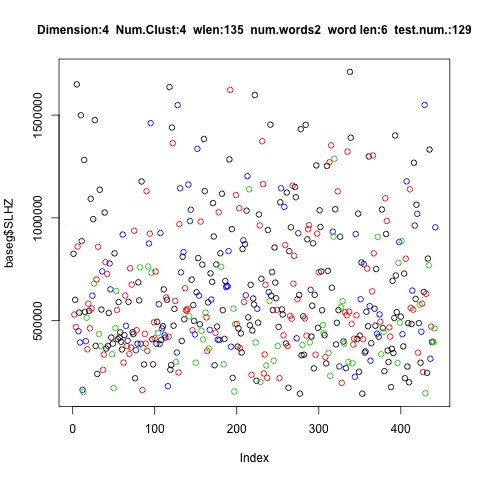 Dimension:4 Num.Clust:4 wlen:135 num.words2 word len:6 test.num.:129
baseg$SLHZ
1500000
1000000
500000
0 100 200 300 400
Index